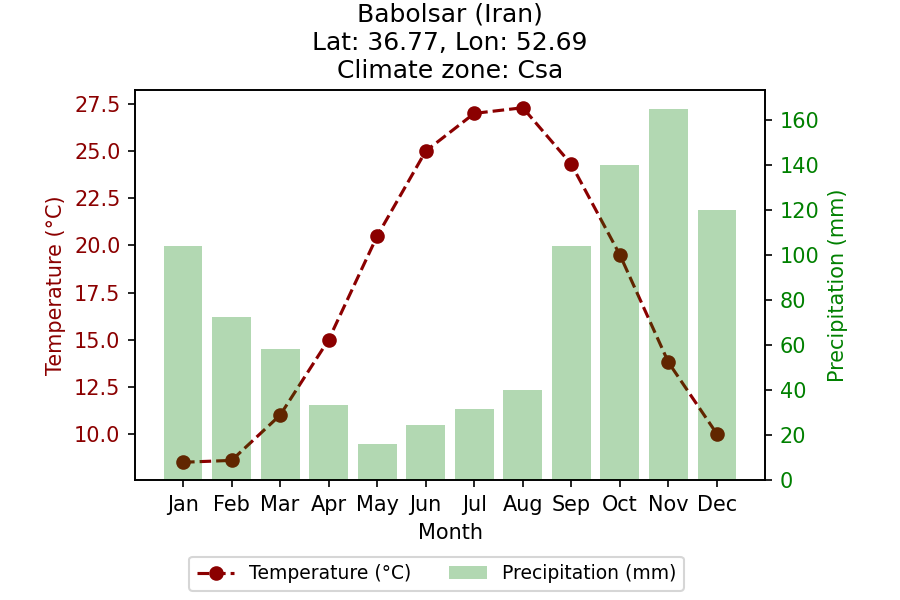 Babolsar (Iran)
Lat: 36.77, Lon: 52.69
Climate zone: Csa
27.5
25.0
22.5
20.0
17.5
15.0
12.5
10.0
Temperature (°C)
160
140
120
100
80
60
40
20
0
Precipitation (mm)
Jan Feb Mar Apr May Jun Jul Aug Sep Oct Nov Dec
Month
Temperature (°C) Precipitation (mm)